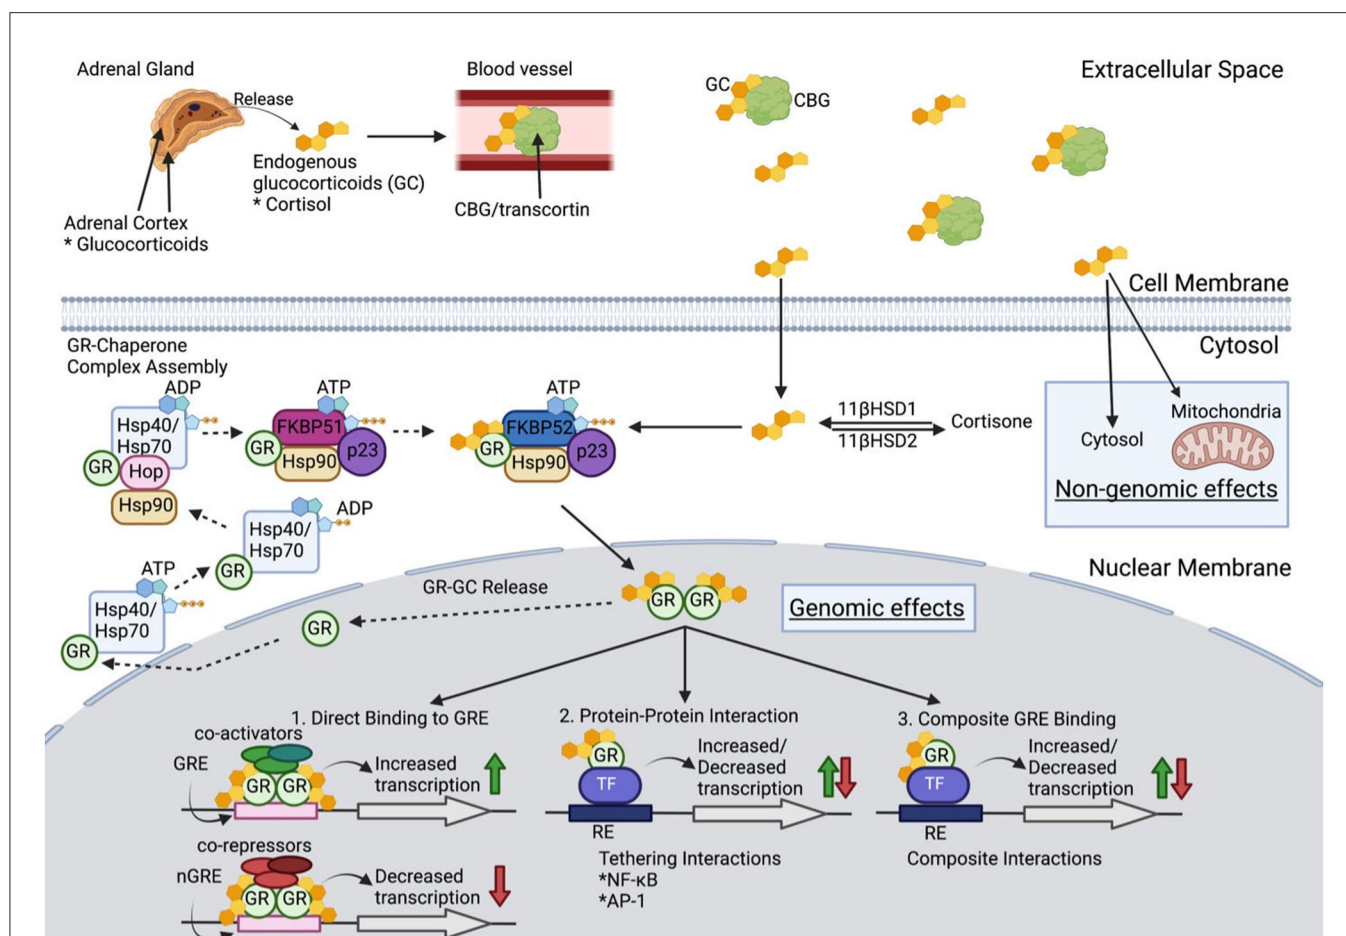 Adrenal Gland
Release
Endogenous
glucocorticoids (GC)
* Cortisol
Adrenal Cortex
* Glucocorticoids
Blood vessel
CBG/transcortin
GC
CBG
Extracellular Space
Cell Membrane
Cytosol
GR-Chaperone
Complex Assembly
ADP
Hsp40/
Hsp70
GR
Hop
Hsp90
ATP
FKBP51
GR
Hsp90
p23
ATP
FKBP52
GR
Hsp90
p23
11βHSD1
11βHSD2
Cortisone
Cytosol
Mitochondria
Non-genomic effects
Hsp40/
Hsp70
ADP
GR
ATP
Hsp40/
Hsp70
GR
Nuclear Membrane
GR-GC Release
GR
GR
GR
Genomic effects
1. Direct Binding to GRE
co-activators
GRE
GR
GR
Increased
transcription
co-repressors
nGRE
GR
GR
Decreased
transcription
2. Protein-Protein Interaction
GR
TF
RE
Increased/
Decreased
transcription
Tethering Interactions
*NF-κB
*AP-1
3. Composite GRE Binding
GR
TF
RE
Increased/
Decreased
transcription
Composite Interactions